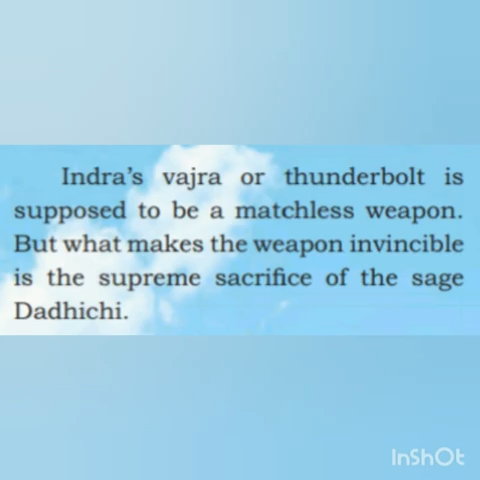 Indra's vajra or thunderbolt is
supposed to be a matchless weapon.
But what makes the weapon invincible
is the supreme sacrifice of the sage
Dadhichi.
InShOt